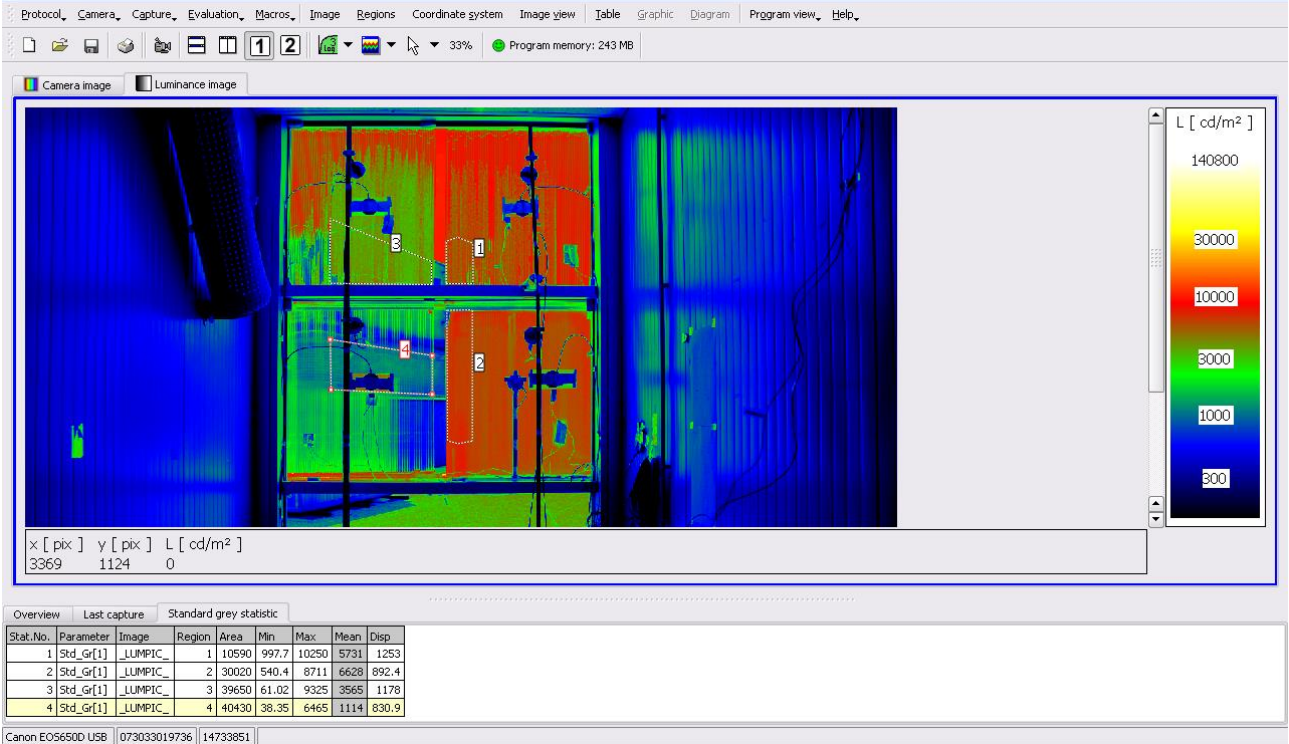 Protocol Camera Capture Evaluation Macros Image Regions Coordinate system Image view Table Graphic Diagram Program view Help
1 2 33% Program memory: 243 MB
Camera image Luminance image
L [ cd/m² ]
140800
30000
10000
3000
1000
300
3
1
4
2
x [ pix ] y [ pix ] L [ cd/m² ]
3369 1124 0
Overview Last capture Standard grey statistic
Stat.No. Parameter Image Region Area Min Max Mean Disp
1 Std_Gr[1] _LUMPIC_ 1 10590 997.7 10250 5731 1253
2 Std_Gr[1] _LUMPIC_ 2 30020 540.4 8711 6628 892.4
3 Std_Gr[1] _LUMPIC_ 3 39650 61.02 9325 3565 1178
4 Std_Gr[1] _LUMPIC_ 4 40430 38.35 6465 1114 830.9
Canon EOS650D USB 073033019736 14733851